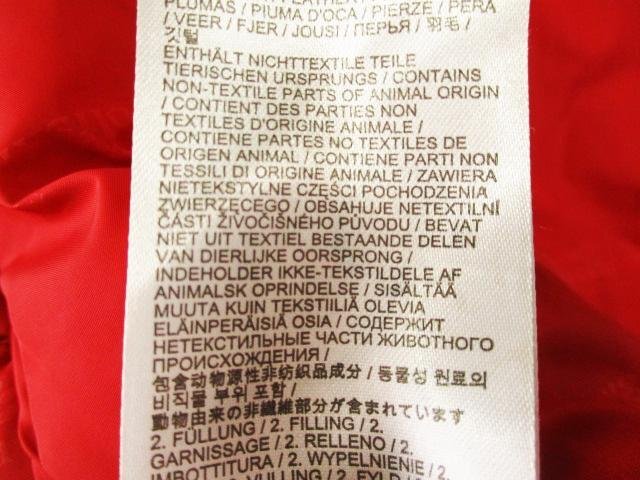 PLUMAS / PIUMA D'OCA / PIERZE / PERA
/ VEER / FJER / JOUSI / ПЕРЬЯ / 羽毛 /
깃털
ENTHÄLT NICHTTEXTILE TEILE
TIERISCHEN URSPRUNGS / CONTAINS
NON-TEXTILE PARTS OF ANIMAL ORIGIN
/ CONTIENT DES PARTIES NON
TEXTILES D'ORIGINE ANIMALE /
CONTIENE PARTES NO TEXTILES DE
ORIGEN ANIMAL / CONTIENE PARTI NON
TESSILI DI ORIGINE ANIMALE / ZAWIERA
NIETEKSTYLNE CZĘŚCI POCHODZENIA
ZWIERZĘCEGO / OBSAHUJE NETEXTILNÍ
ČÁSTI ŽIVOČIŠNÉHO PŮVODU / BEVAT
NIET UIT TEXTIEL BESTAANDE DELEN
VAN DIERLIJKE OORSPRONG /
INDEHOLDER IKKE-TEKSTILDELE AF
ANIMALSK OPRINDELSE / SISÄLTÄÄ
MUUTA KUIN TEKSTIILIÄ OLEVIA
ELÄINPERÄISIÄ OSIA / СОДЕРЖИТ
НЕТЕКСТИЛЬНЫЕ ЧАСТИ ЖИВОТНОГО
ПРОИСХОЖДЕНИЯ /
包含动物源性非纺织品成分 / 동물성 원료의
비직물 부위 포함 /
動物由来の非繊維部分が含まれています
2. FÜLLUNG / 2. FILLING / 2.
GARNISSAGE / 2. RELLENO / 2.
IMBOTTITURA / 2. WYPEŁNIENIE / 2.
/ 2. VULLING / 2. FYLD / 2.